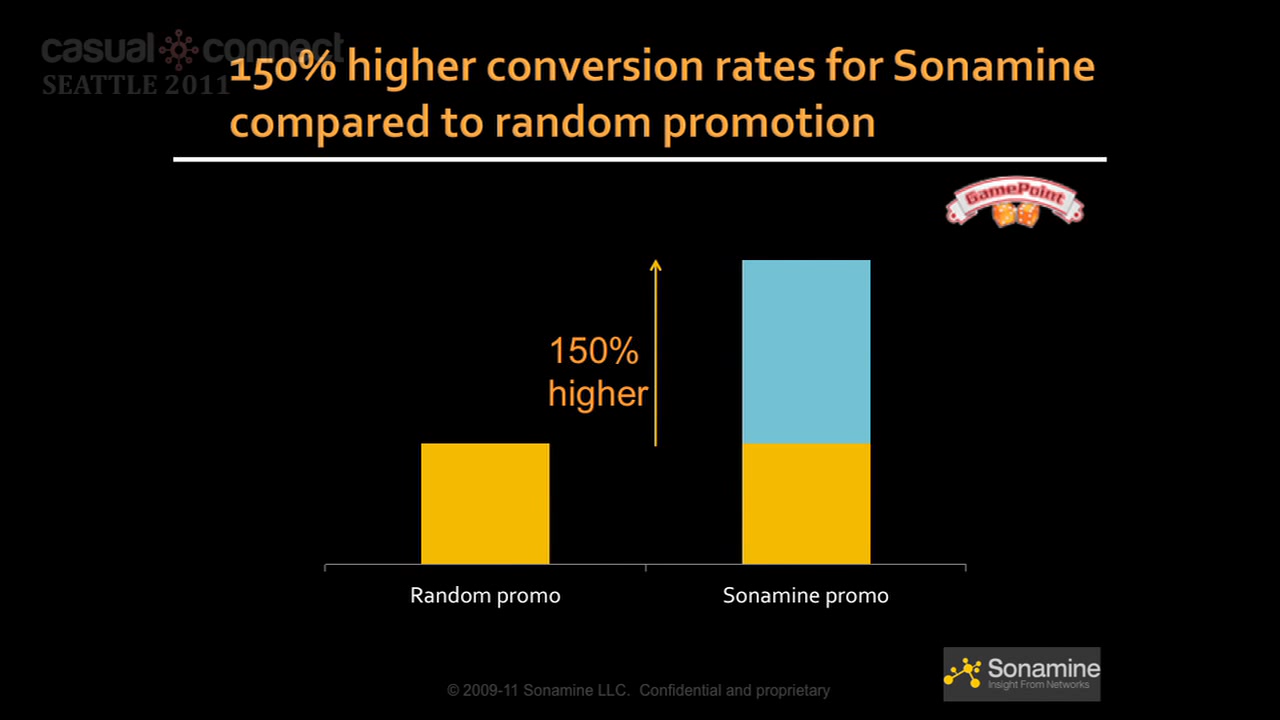 casual connect
SEATTLE 2011
150% higher conversion rates for Sonamine
compared to random promotion
GamePoint
150%
higher
Random promo
Sonamine promo
Sonamine
Insight From Networks
© 2009-11 Sonamine LLC. Confidential and proprietary